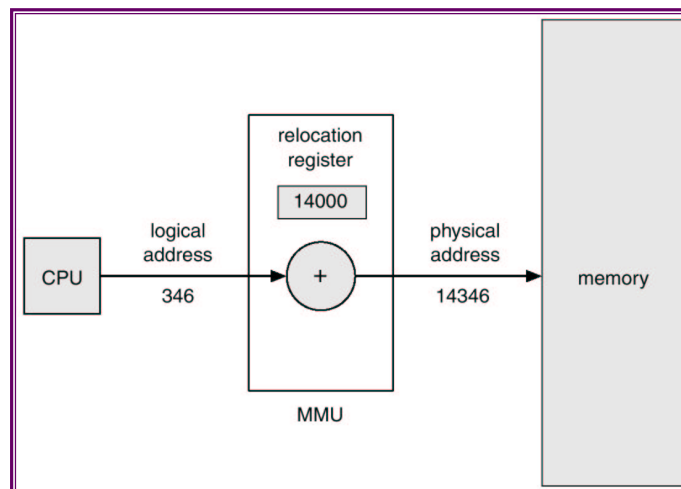 relocation
register
14000
logical
address
346
CPU
+
physical
address
14346
memory
MMU